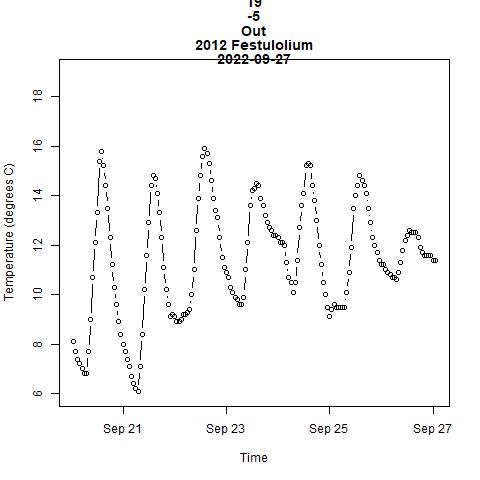 19
-5
Out
2012 Festulolium
2022-09-27
Temperature (degrees C)
18
16
14
12
10
8
6
Sep 21
Sep 23
Sep 25
Sep 27
Time